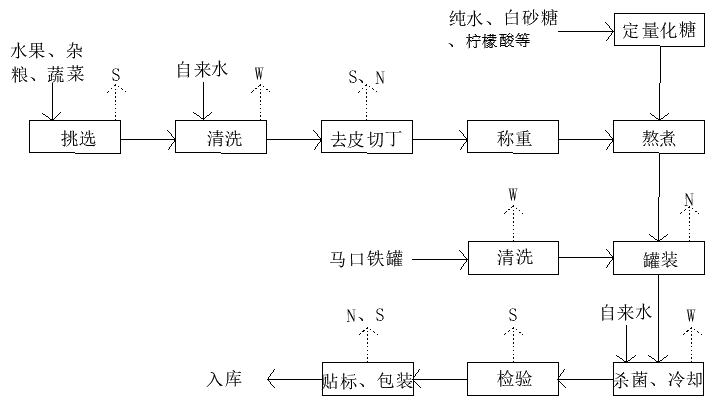 纯水、白砂糖
、柠檬酸等
定量化糖
水果、杂
粮、蔬菜
S
自来水
W
S、N
挑选
清洗
去皮切丁
称重
熬煮
W
N
马口铁罐
清洗
罐装
N、S
S
自来水
W
入库
贴标、包装
检验
杀菌、冷却